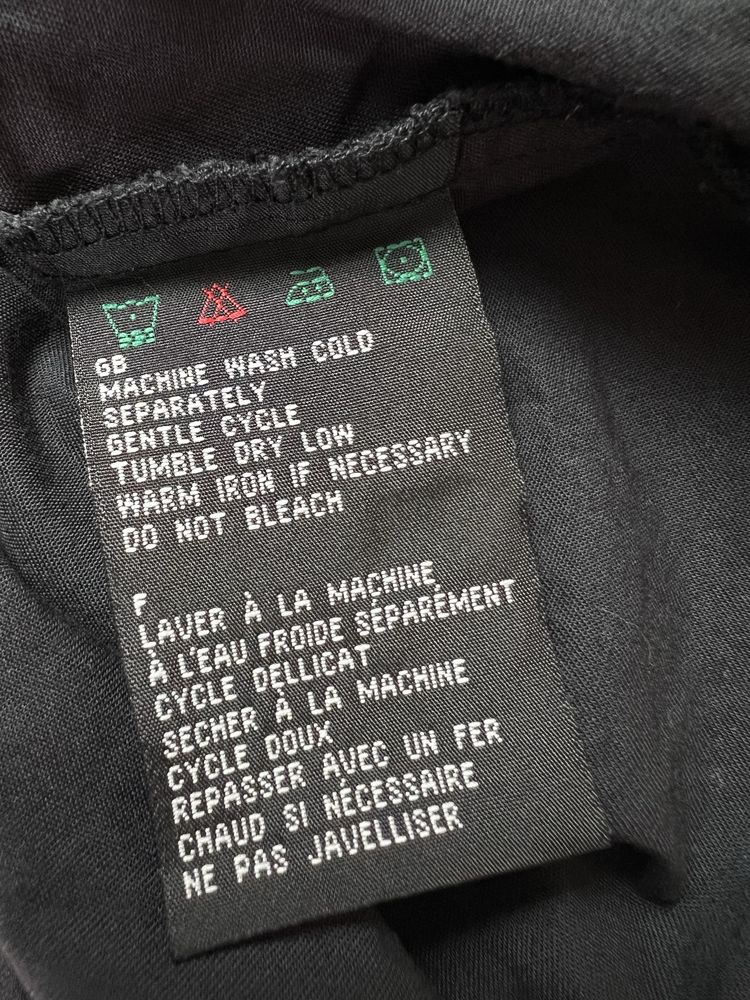 GB
MACHINE WASH COLD
SEPARATELY
GENTLE CYCLE
TUMBLE DRY LOW
WARM IRON IF NECESSARY
DO NOT BLEACH
F
LAVER À LA MACHINE
À L'EAU FROIDE SÉPARÉMENT
CYCLE DELLICAT
SECHER À LA MACHINE
CYCLE DOUX
REPASSER AVEC UN FER
CHAUD SI NÉCESSAIRE
NE PAS JAVELLISER